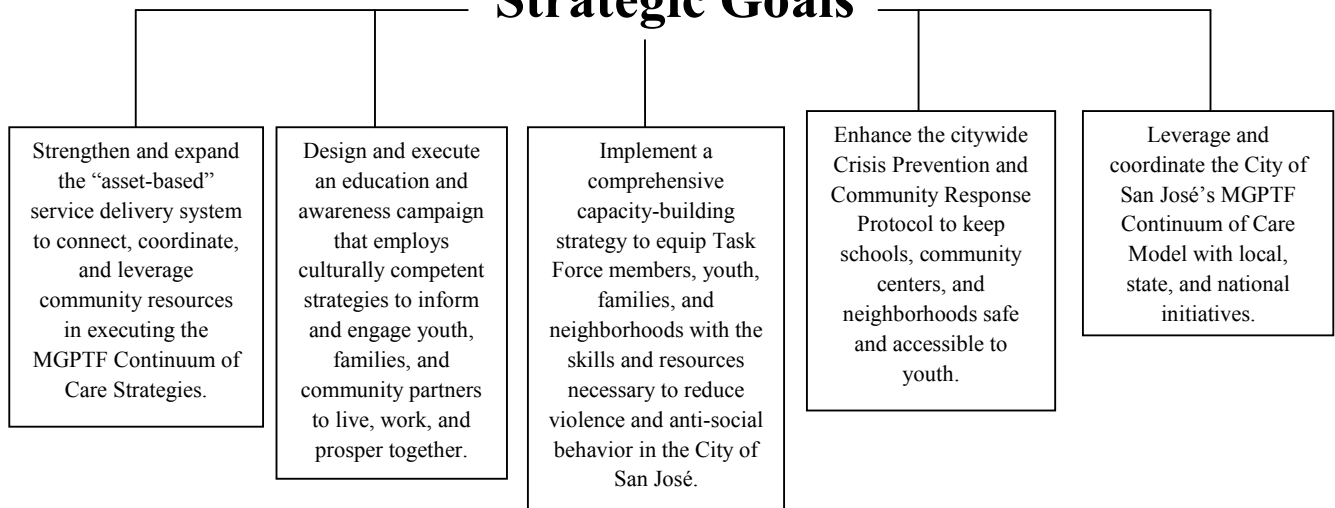 Strategic Goals
Strengthen and expand
the “asset-based”
service delivery system
to connect, coordinate,
and leverage
community resources
in executing the
MGPTF Continuum of
Care Strategies.
Design and execute
an education and
awareness campaign
that employs
culturally competent
strategies to inform
and engage youth,
families, and
community partners
to live, work, and
prosper together.
Implement a
comprehensive
capacity-building
strategy to equip Task
Force members, youth,
families, and
neighborhoods with the
skills and resources
necessary to reduce
violence and anti-social
behavior in the City of
San José.
Enhance the citywide
Crisis Prevention and
Community Response
Protocol to keep
schools, community
centers, and
neighborhoods safe
and accessible to
youth.
Leverage and
coordinate the City of
San José’s MGPTF
Continuum of Care
Model with local,
state, and national
initiatives.